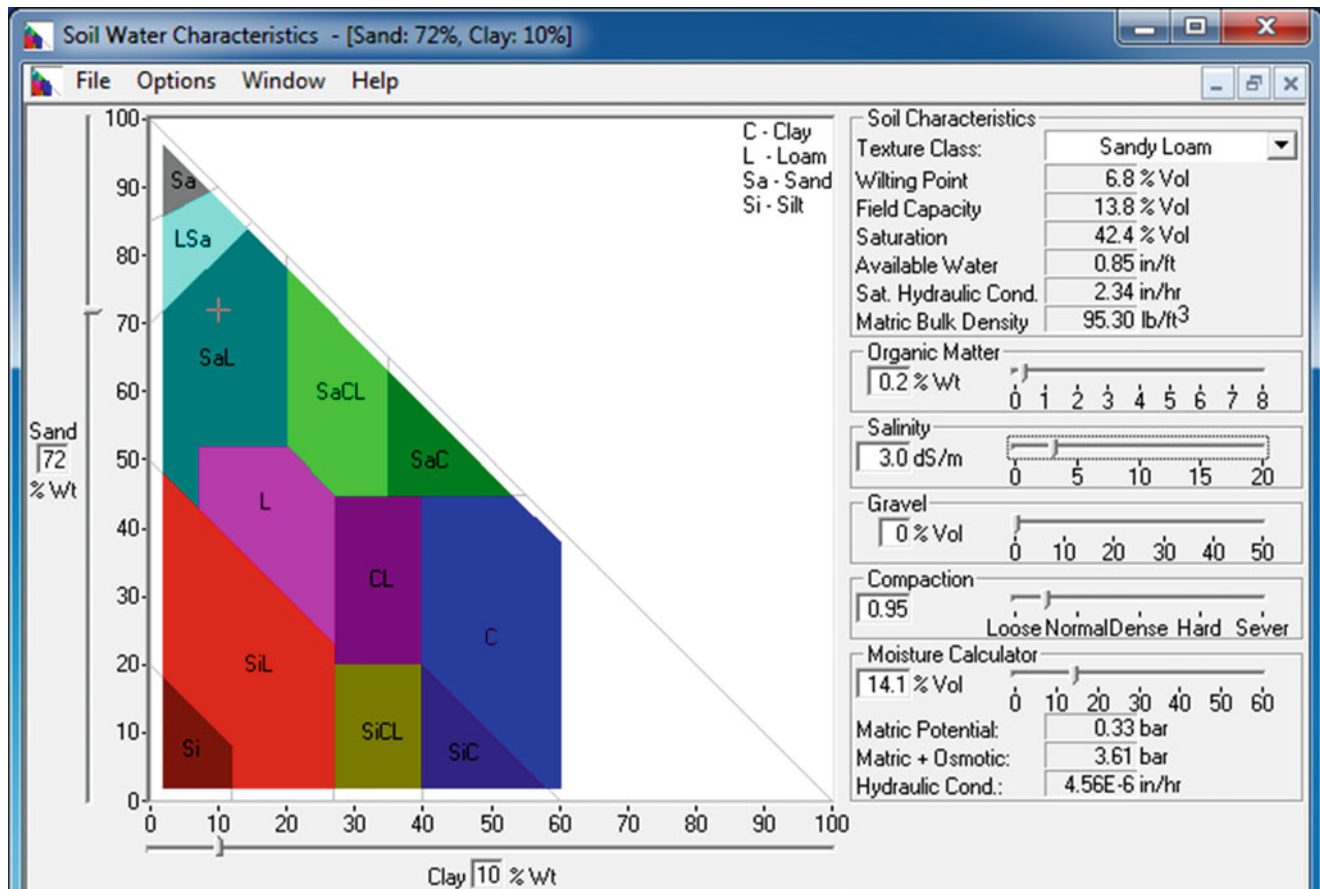 Soil Water Characteristics - [Sand: 72%, Clay: 10%]
File Options Window Help
C - Clay
L - Loam
Sa - Sand
Si - Silt
100
90
80
70
60
50
40
30
20
10
0
Sand
72
% Wt
Sa
LSa
SaL
SaCL
SaC
L
CL
C
SiL
SiCL
SiC
Si
0 10 20 30 40 50 60 70 80 90 100
Clay 10 % Wt
Soil Characteristics
Texture Class: Sandy Loam
Wilting Point 6.8 % Vol
Field Capacity 13.8 % Vol
Saturation 42.4 % Vol
Available Water 0.85 in/ft
Sat. Hydraulic Cond. 2.34 in/hr
Matric Bulk Density 95.30 lb/ft3
Organic Matter
0.2 % Wt
0 1 2 3 4 5 6 7 8
Salinity
3.0 dS/m
0 5 10 15 20
Gravel
0 % Vol
0 10 20 30 40 50
Compaction
0.95
Loose Normal Dense Hard Sever
Moisture Calculator
14.1 % Vol
0 10 20 30 40 50 60
Matric Potential: 0.33 bar
Matric + Osmotic: 3.61 bar
Hydraulic Cond.: 4.56E-6 in/hr